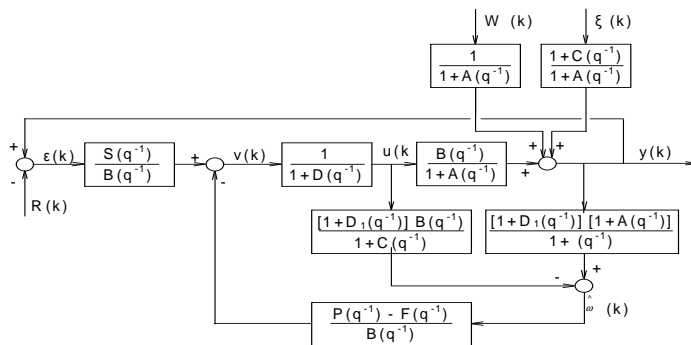 W (k)
ξ (k)
1
1+A(q⁻¹)
1+C(q⁻¹)
1+A(q⁻¹)
+
+
+
ε(k)
S(q⁻¹)
B(q⁻¹)
+
v(k)
1
1+D(q⁻¹)
u(k
B(q⁻¹)
1+A(q⁻¹)
+
y(k)
-
R(k)
-
[1+D₁(q⁻¹)] B(q⁻¹)
1+C(q⁻¹)
[1+D₁(q⁻¹)] [1+A(q⁻¹)]
1+ (q⁻¹)
-
+
ω̂ (k)
P(q⁻¹) - F(q⁻¹)
B(q⁻¹)